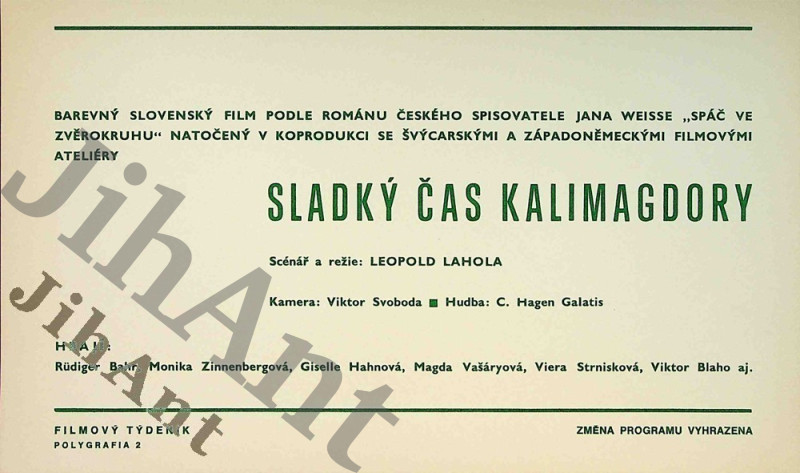 BAREVNÝ SLOVENSKÝ FILM PODLE ROMÁNU ČESKÉHO SPISOVATELE JANA WEISSE „SPÁČ VE
ZVĚROKRUHU“ NATOČENÝ V KOPRODUKCI SE ŠVÝCARSKÝMI A ZÁPADONĚMECKÝMI FILMOVÝMI
ATELIÉRY
SLADKÝ ČAS KALIMAGDORY
Scénář a režie: LEOPOLD LAHOLA
Kamera: Viktor Svoboda ■ Hudba: C. Hagen Galatis
HRAJÍ:
Rüdiger Bahr, Monika Zinnenbergová, Giselle Hahnová, Magda Vašáryová, Viera Strnisková, Viktor Blaho aj.
FILMOVÝ TÝDENÍK
POLYGRAFIA 2
ZMĚNA PROGRAMU VYHRAZENA
JihAnt
JihAnt